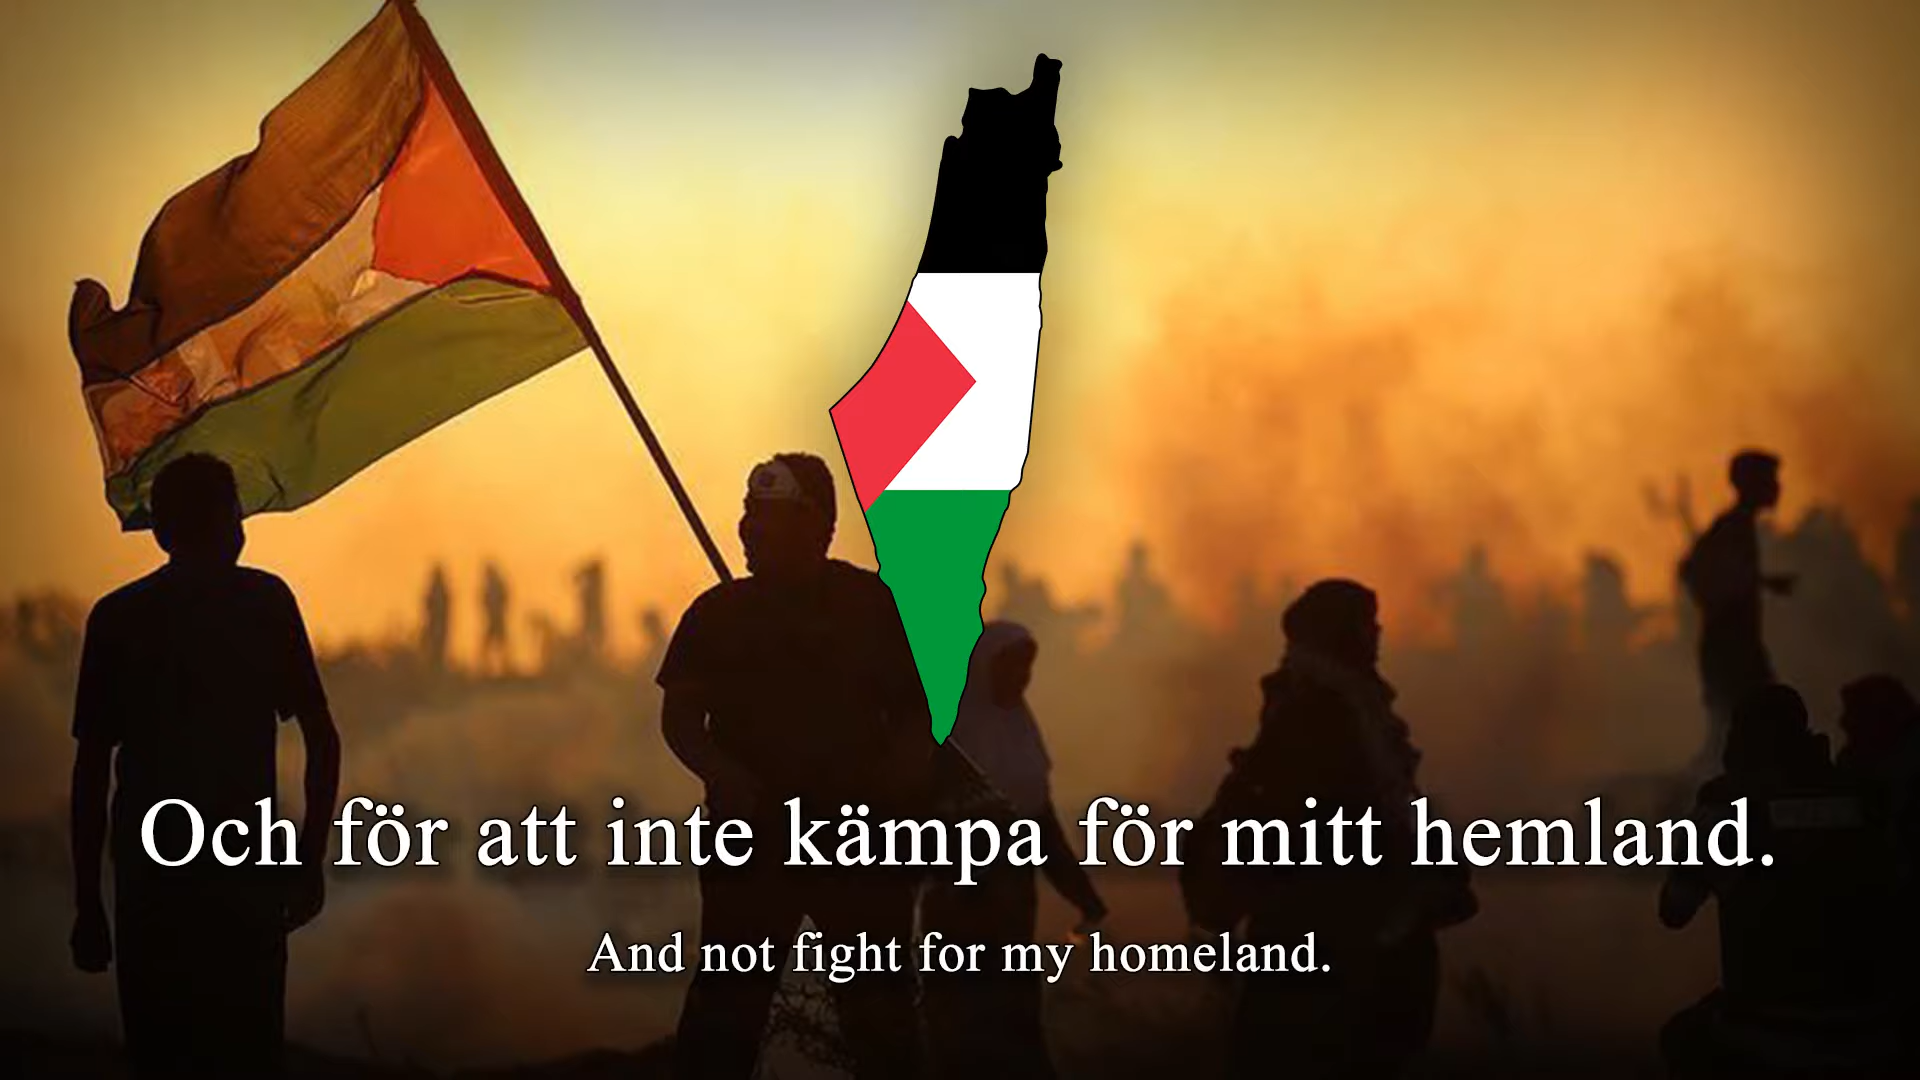 Och för att inte kämpa för mitt hemland.
And not fight for my homeland.